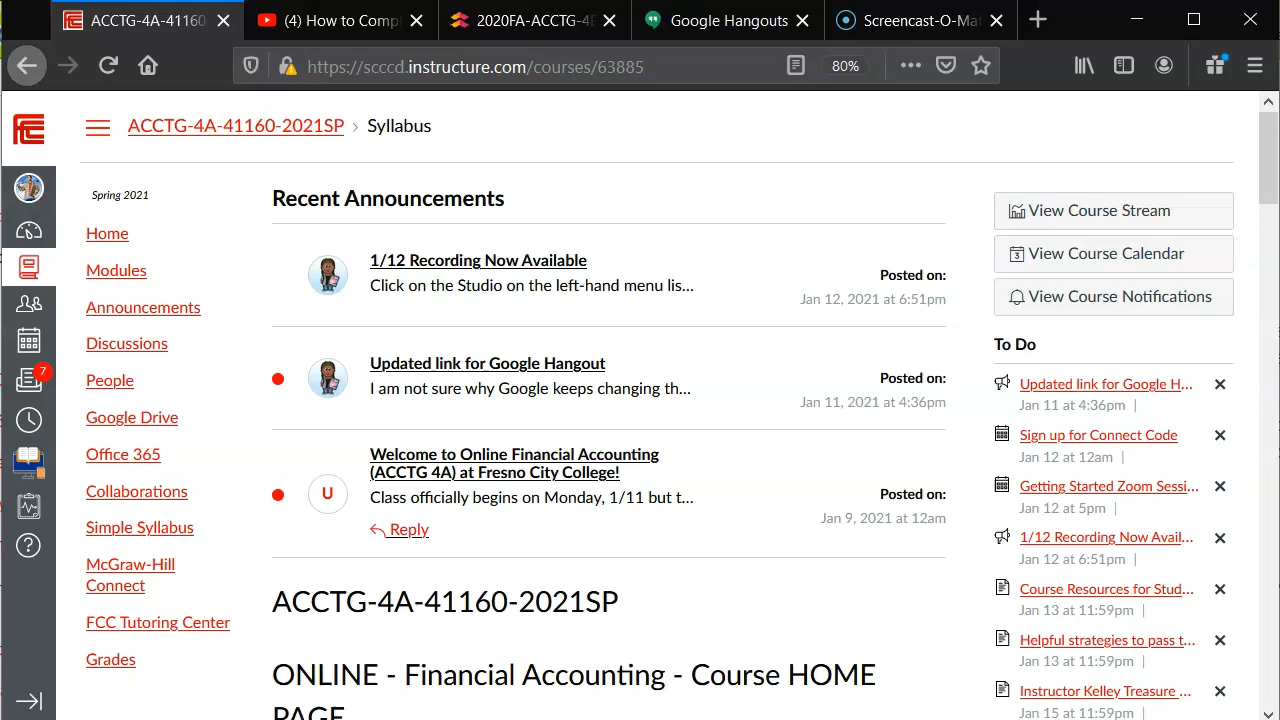 ACCTG-4A-41160
(4) How to Compl
2020FA-ACCTG-4
Google Hangouts
Screencast-O-Ma
https://scccd.instructure.com/courses/63885
80%
ACCTG-4A-41160-2021SP
Syllabus
Spring 2021
Home
Modules
Announcements
Discussions
People
Google Drive
Office 365
Collaborations
Simple Syllabus
McGraw-Hill
Connect
FCC Tutoring Center
Grades
7
Recent Announcements
1/12 Recording Now Available
Click on the Studio on the left-hand menu lis...
Posted on:
Jan 12, 2021 at 6:51pm
Updated link for Google Hangout
I am not sure why Google keeps changing th...
Posted on:
Jan 11, 2021 at 4:36pm
U
Welcome to Online Financial Accounting
(ACCTG 4A) at Fresno City College!
Class officially begins on Monday, 1/11 but t...
Reply
Posted on:
Jan 9, 2021 at 12am
ACCTG-4A-41160-2021SP
ONLINE - Financial Accounting - Course HOME
PAGE
View Course Stream
3
View Course Calendar
View Course Notifications
To Do
Updated link for Google H...
Jan 11 at 4:36pm |
Sign up for Connect Code
Jan 12 at 12am |
Getting Started Zoom Sessi...
Jan 12 at 5pm |
1/12 Recording Now Avail...
Jan 12 at 6:51pm |
Course Resources for Stud...
Jan 13 at 11:59pm |
Helpful strategies to pass t...
Jan 13 at 11:59pm |
Instructor Kelley Treasure ...
Jan 15 at 11:59pm |